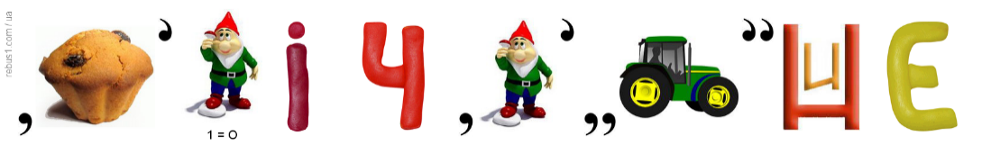 rebus1.com / ua
, ’ і Ч , ’ ,, ’’ Н И Е
1 = О